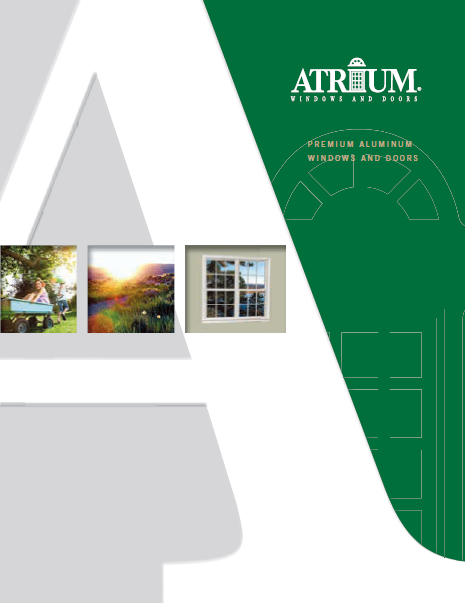 ATRIUM®
WINDOWS AND DOORS
PREMIUM ALUMINUM
WINDOWS AND DOORS